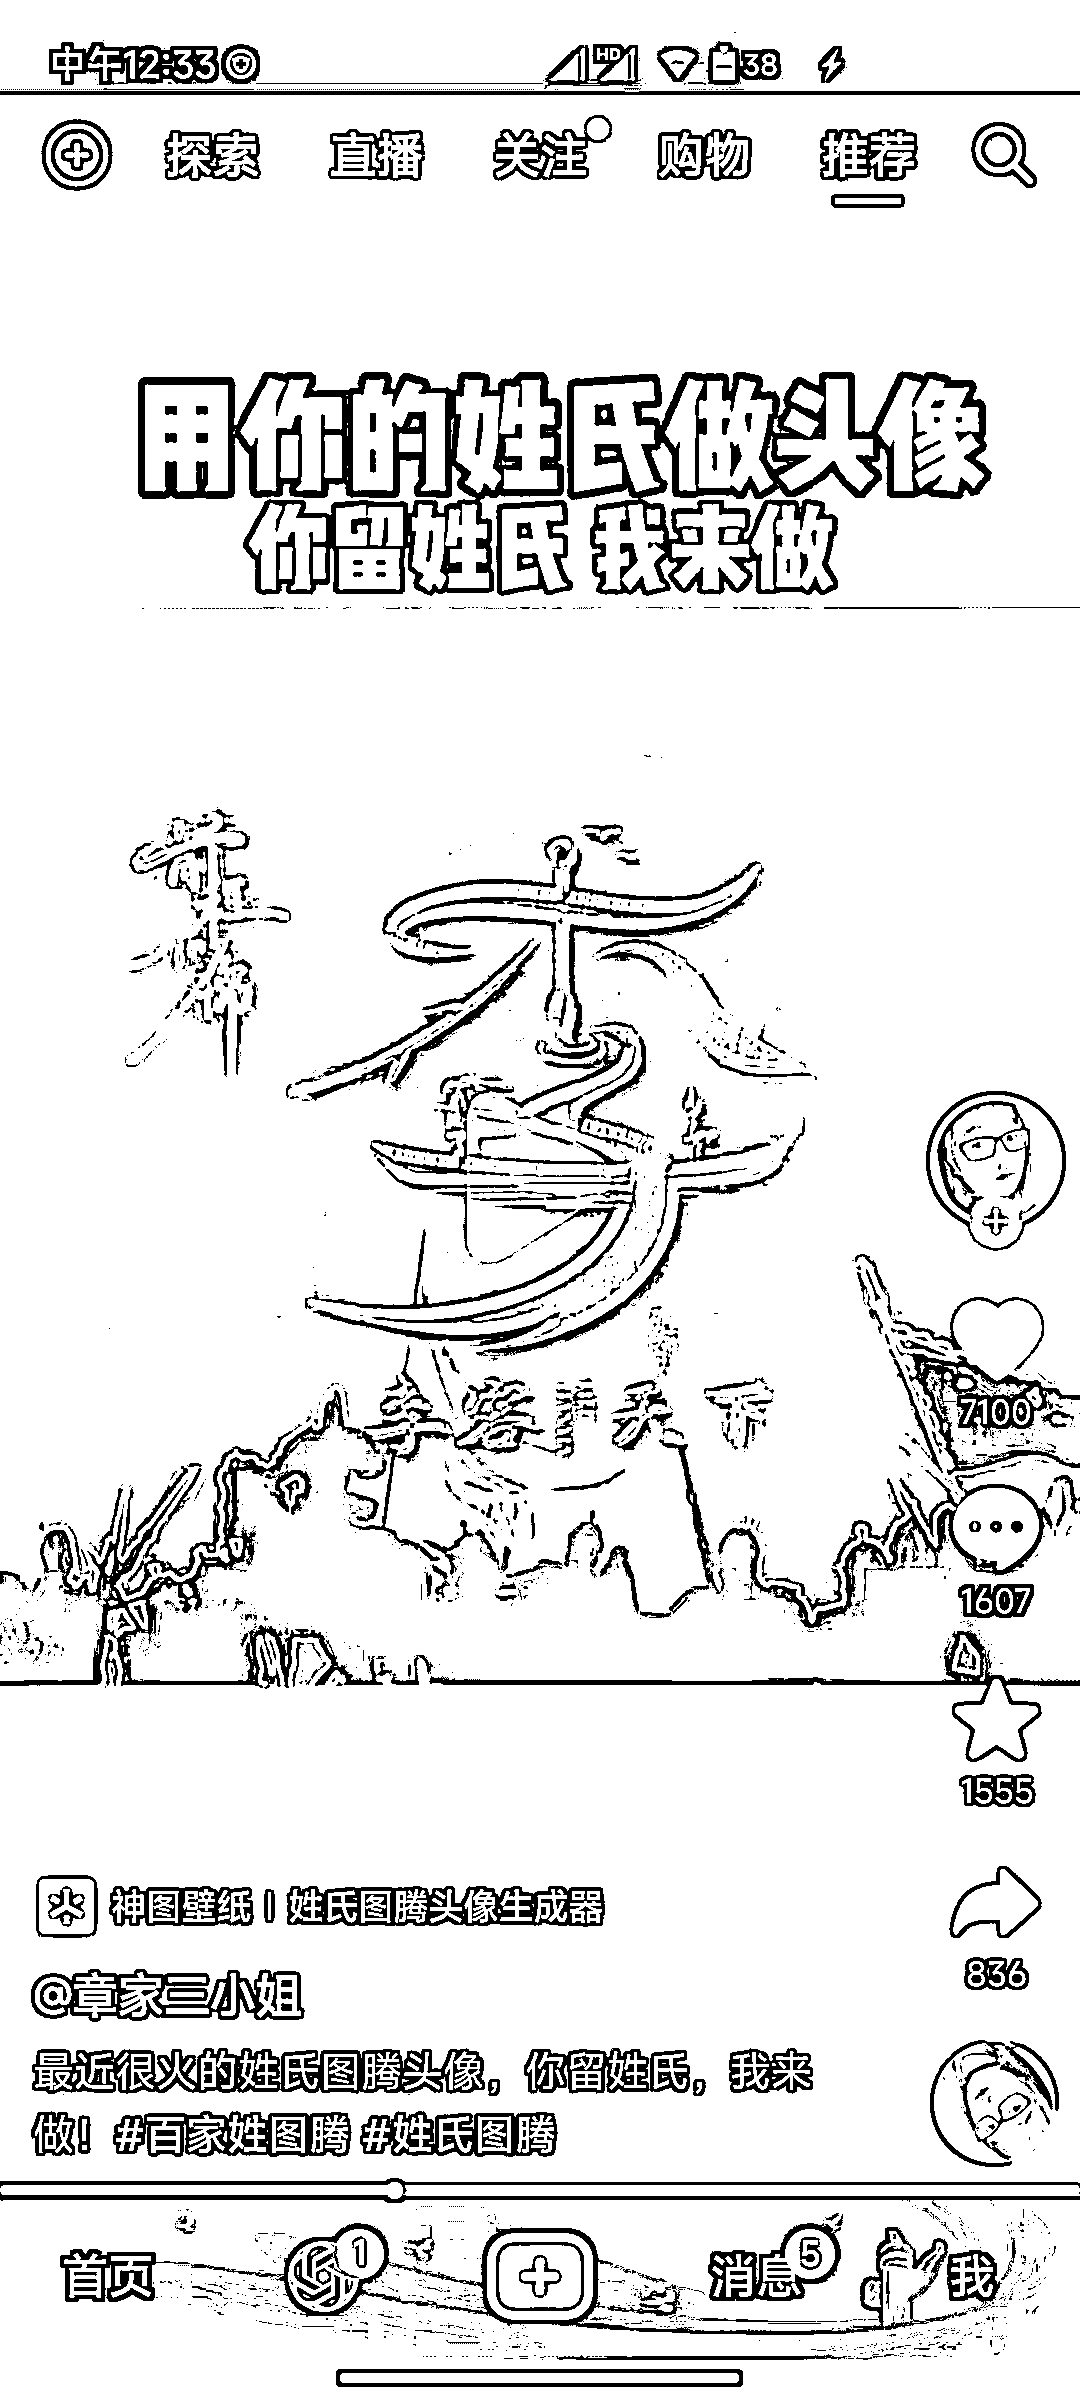 中午12:33
HD
38
探索 直播 关注 购物 推荐
用你的姓氏做头像
你留姓氏 我来做
李
7100
1607
1555
神图壁纸 | 姓氏图腾头像生成器
836
@章家三小姐
最近很火的姓氏图腾头像，你留姓氏，我来
做！#百家姓图腾 #姓氏图腾
首页 1 消息 5 我